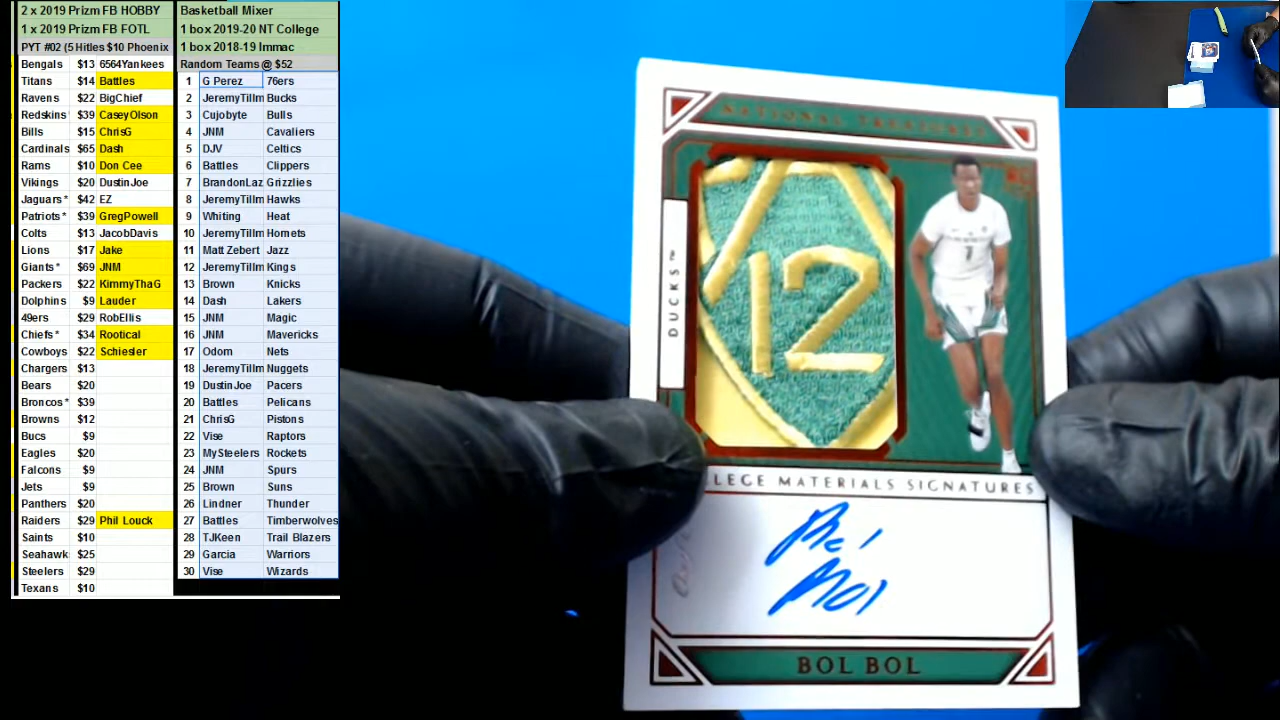 2 x 2019 Prizm FB HOBBY
1 x 2019 Prizm FB FOTL
PYT #02 (5 Hitles $10 Phoenix
Bengals $13 6564Yankees
Titans $14 Battles
Ravens $22 BigChief
Redskins* $39 CaseyOlson
Bills $15 ChrisG
Cardinals $65 Dash
Rams $10 Don Cee
Vikings $20 DustinJoe
Jaguars* $42 EZ
Patriots* $39 GregPowell
Colts $13 JacobDavis
Lions $17 Jake
Giants* $69 JNM
Packers $22 KimmyThaG
Dolphins $9 Lauder
49ers $29 RobEllis
Chiefs* $34 Rootical
Cowboys $22 Schiesler
Chargers $13
Bears $20
Broncos* $39
Browns $12
Bucs $9
Eagles $20
Falcons $9
Jets $9
Panthers $20
Raiders $29 Phil Louck
Saints $10
Seahawk $25
Steelers $29
Texans $10
Basketball Mixer
1 box 2019-20 NT College
1 box 2018-19 Immac
Random Teams @ $52
1 G Perez 76ers
2 JeremyTillm Bucks
3 Cujobyte Bulls
4 JNM Cavaliers
5 DJV Celtics
6 Battles Clippers
7 BrandonLaz Grizzlies
8 JeremyTillm Hawks
9 Whiting Heat
10 JeremyTillm Hornets
11 Matt Zebert Jazz
12 JeremyTillm Kings
13 Brown Knicks
14 Dash Lakers
15 JNM Magic
16 JNM Mavericks
17 Odom Nets
18 JeremyTillm Nuggets
19 DustinJoe Pacers
20 Battles Pelicans
21 ChrisG Pistons
22 Vise Raptors
23 MySteelers Rockets
24 JNM Spurs
25 Brown Suns
26 Lindner Thunder
27 Battles Timberwolves
28 TJKeen Trail Blazers
29 Garcia Warriors
30 Vise Wizards
NATIONAL TREASURES
DUCKS™
12
7
LEGE MATERIALS SIGNATURES
Bol
Bol
BOL BOL